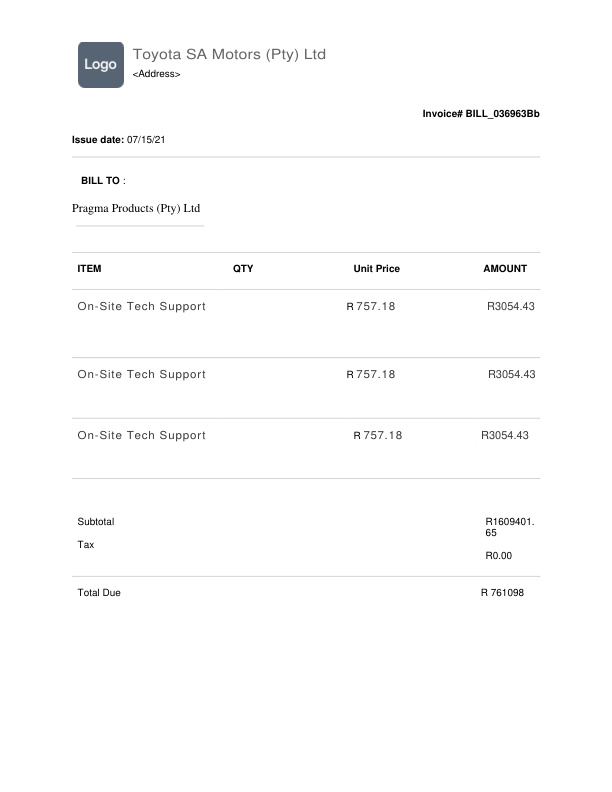 Logo
Toyota SA Motors (Pty) Ltd
<Address>
Invoice# BILL_036963Bb
Issue date: 07/15/21
BILL TO :
Pragma Products (Pty) Ltd
ITEM QTY Unit Price AMOUNT
On-Site Tech Support R 757.18 R3054.43
On-Site Tech Support R 757.18 R3054.43
On-Site Tech Support R 757.18 R3054.43
Subtotal R1609401.
65
Tax
R0.00
Total Due R 761098